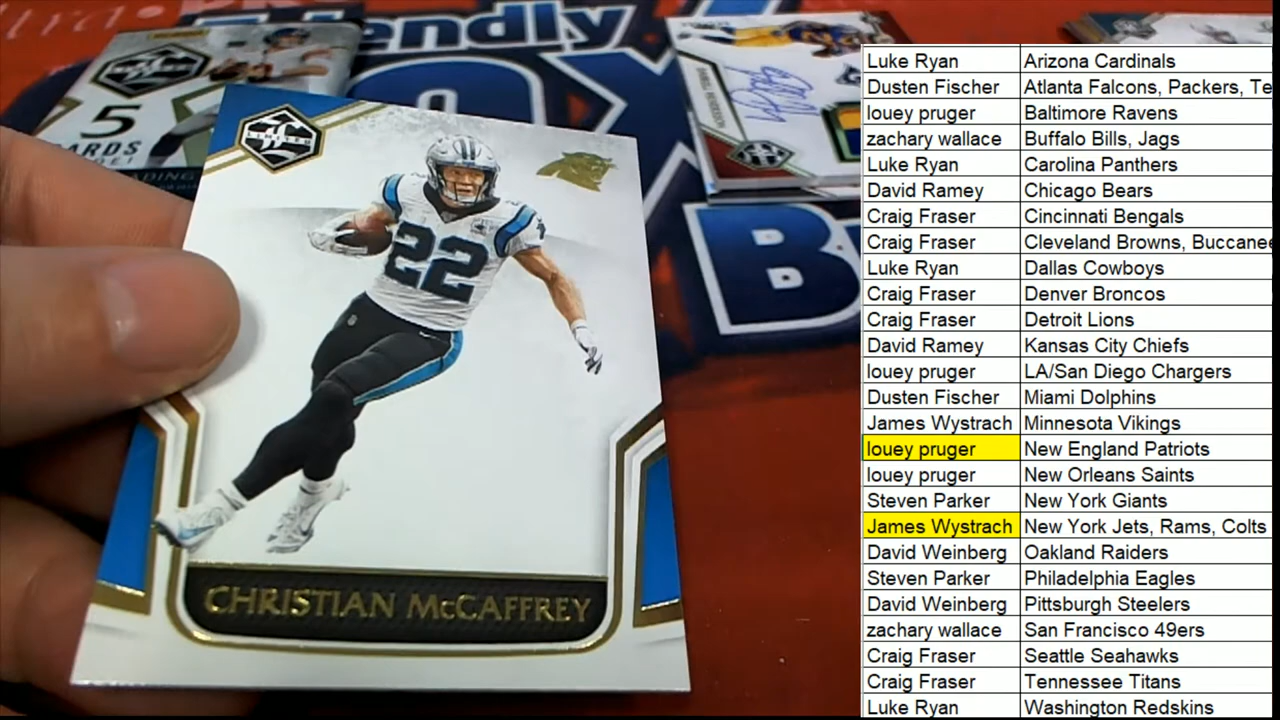 endly
OX
B
5
CARDS
LIMITED
22
22
CHRISTIAN McCAFFREY
Luke Ryan Arizona Cardinals
Dusten Fischer Atlanta Falcons, Packers, Te
louey pruger Baltimore Ravens
zachary wallace Buffalo Bills, Jags
Luke Ryan Carolina Panthers
David Ramey Chicago Bears
Craig Fraser Cincinnati Bengals
Craig Fraser Cleveland Browns, Buccanee
Luke Ryan Dallas Cowboys
Craig Fraser Denver Broncos
Craig Fraser Detroit Lions
David Ramey Kansas City Chiefs
louey pruger LA/San Diego Chargers
Dusten Fischer Miami Dolphins
James Wystrach Minnesota Vikings
louey pruger New England Patriots
louey pruger New Orleans Saints
Steven Parker New York Giants
James Wystrach New York Jets, Rams, Colts
David Weinberg Oakland Raiders
Steven Parker Philadelphia Eagles
David Weinberg Pittsburgh Steelers
zachary wallace San Francisco 49ers
Craig Fraser Seattle Seahawks
Craig Fraser Tennessee Titans
Luke Ryan Washington Redskins